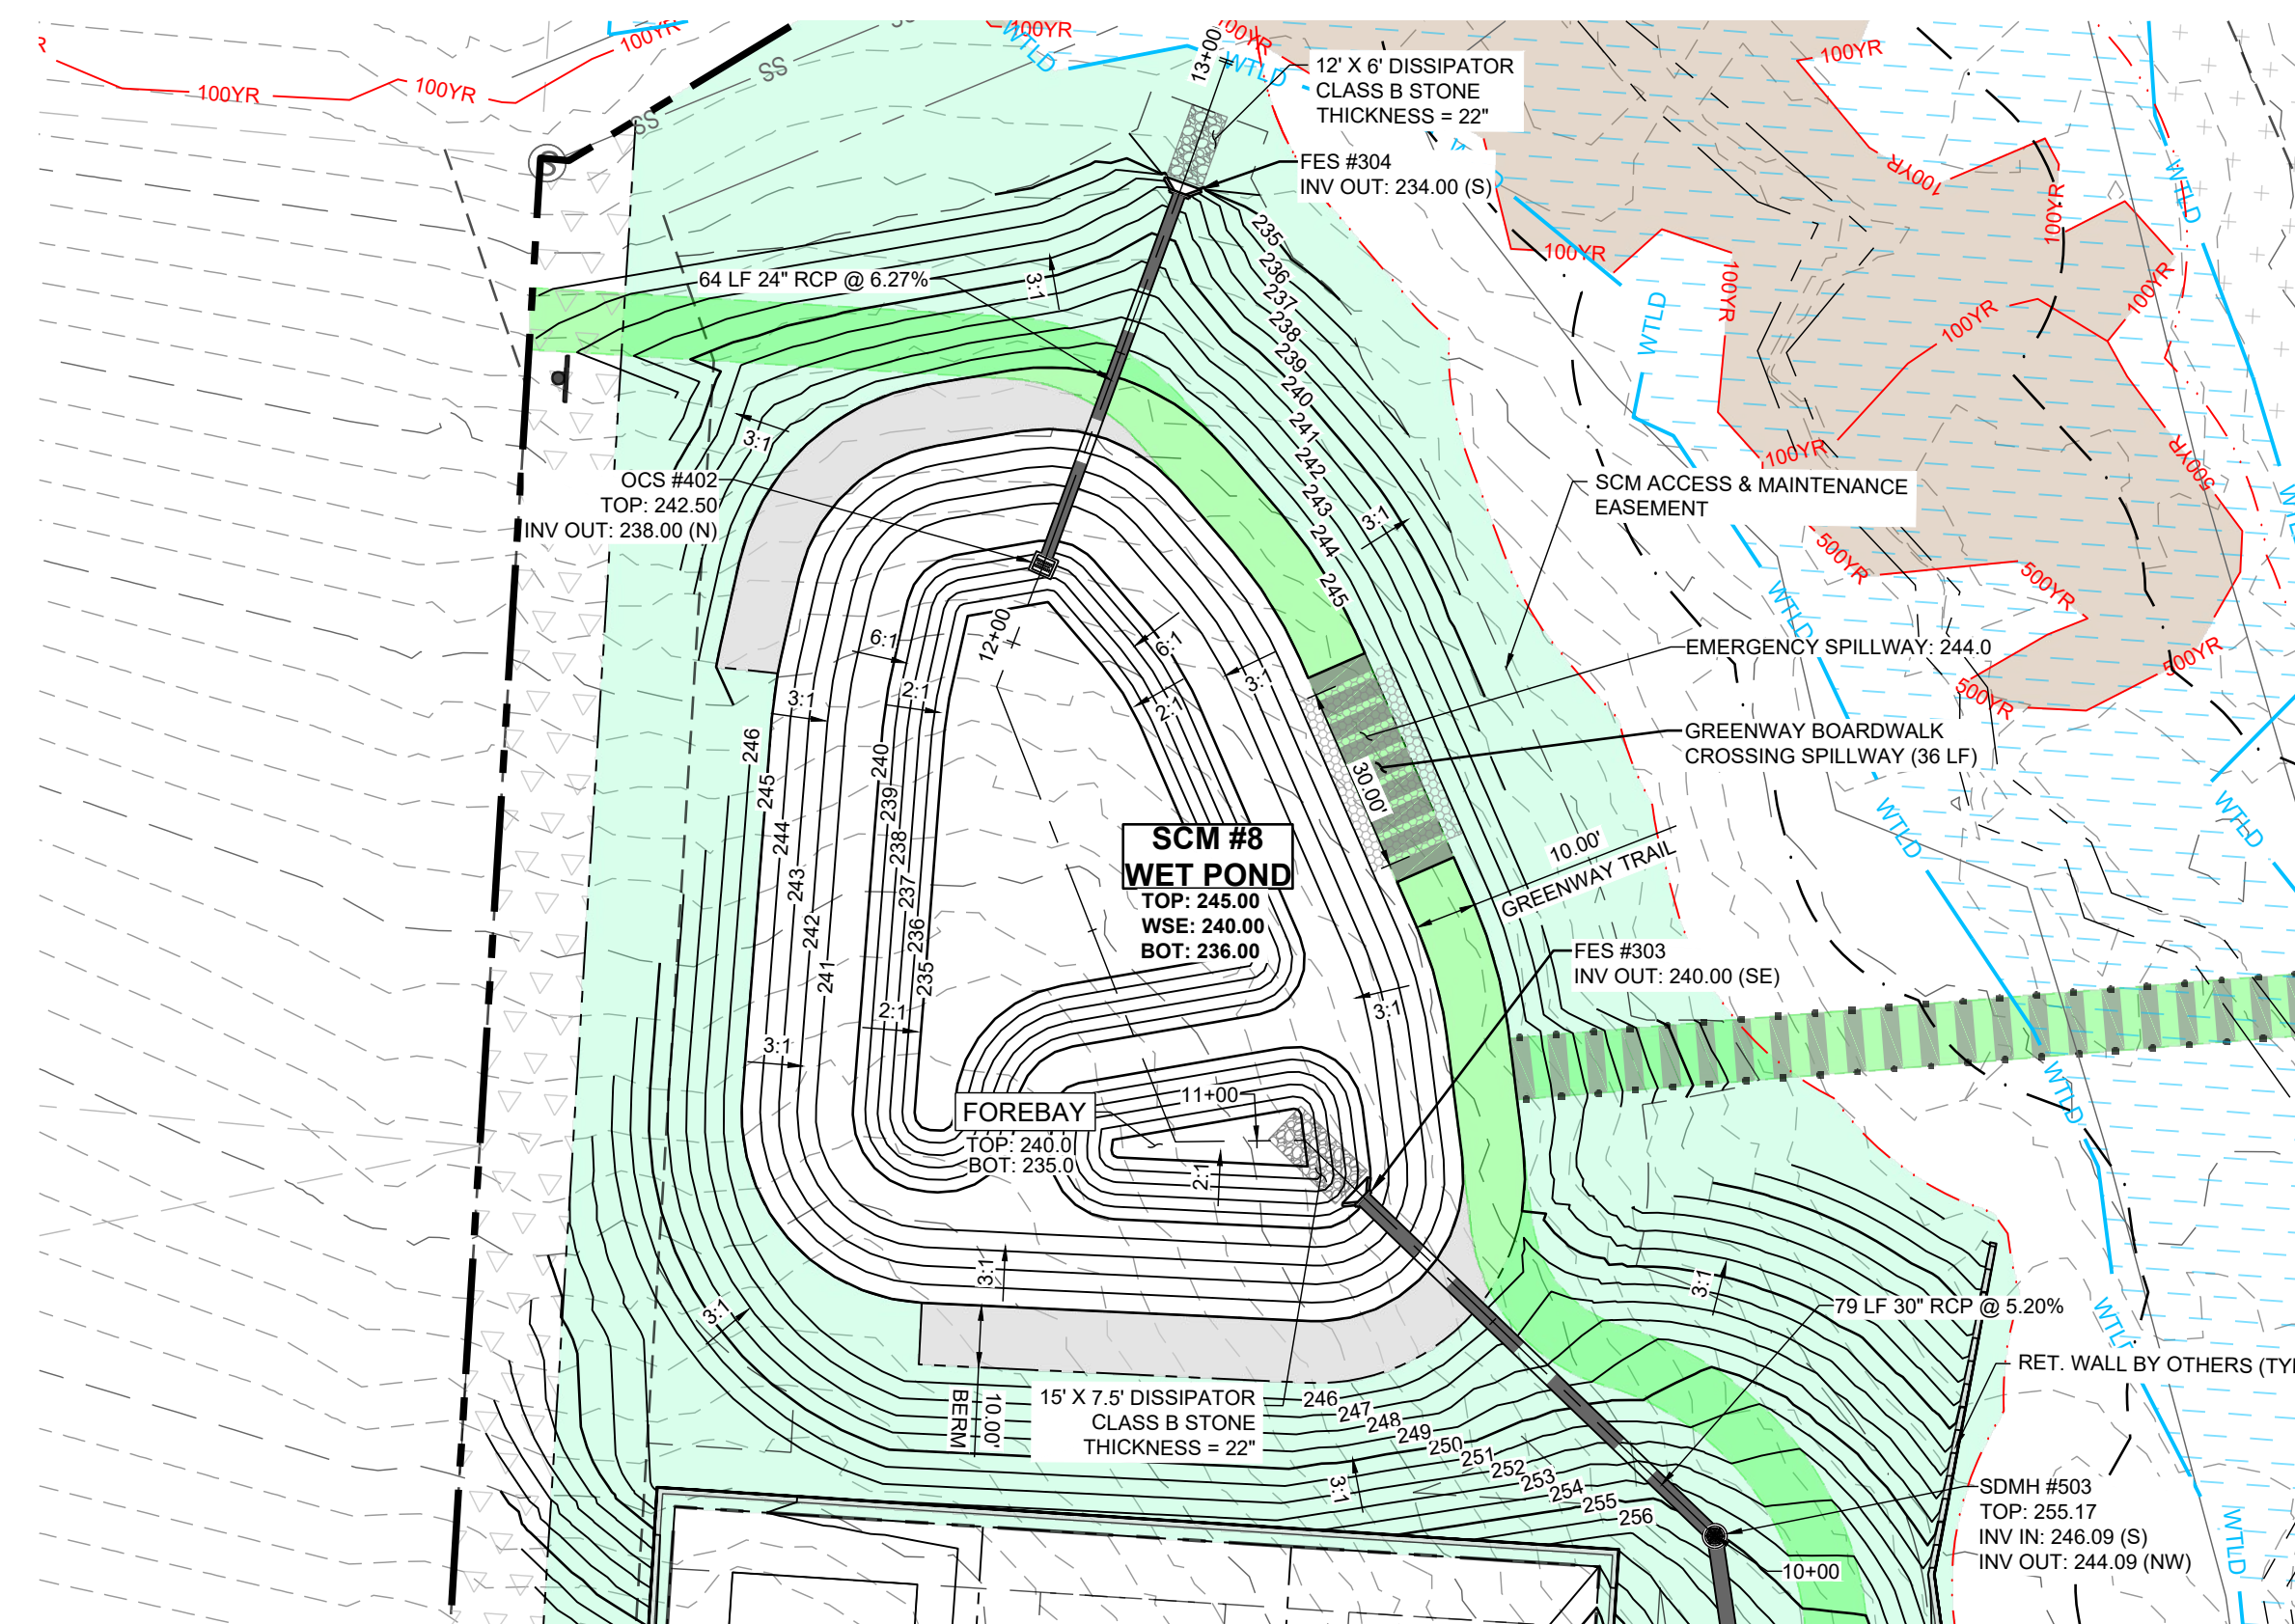 100YR
100YR
100YR
100YR
100YR
SS
SS
S
WTLD
WTLD
13+00
12' X 6' DISSIPATOR
CLASS B STONE
THICKNESS = 22"
FES #304
INV OUT: 234.00 (S)
100YR
100YR
100YR
WTLD
100YR
100YR
100YR
100YR
WTLD
100YR
500YR
64 LF 24" RCP @ 6.27%
3:1
235
236
237
238
239
240
241
242
243
244
245
3:1
3:1
OCS #402
TOP: 242.50
INV OUT: 238.00 (N)
SCM ACCESS & MAINTENANCE
EASEMENT
500YR
500YR
500YR
500YR
WTLD
12+00
6:1
6:1
2:1
2:1
3:1
3:1
EMERGENCY SPILLWAY: 244.0
GREENWAY BOARDWALK
CROSSING SPILLWAY (36 LF)
30.00'
246
245
244
243
242
241
240
239
238
237
236
235
SCM #8
WET POND
TOP: 245.00
WSE: 240.00
BOT: 236.00
10.00'
GREENWAY TRAIL
WTLD
WTLD
FES #303
INV OUT: 240.00 (SE)
2:1
3:1
3:1
FOREBAY
TOP: 240.0
BOT: 235.0
11+00
2:1
WTLD
3:1
3:1
3:1
79 LF 30" RCP @ 5.20%
WTLD
RET. WALL BY OTHERS
10.00'
BERM
15' X 7.5' DISSIPATOR
CLASS B STONE
THICKNESS = 22"
246
247
248
249
250
251
252
253
254
255
256
3:1
SDMH #503
TOP: 255.17
INV IN: 246.09 (S)
INV OUT: 244.09 (NW)
10+00
WTLD